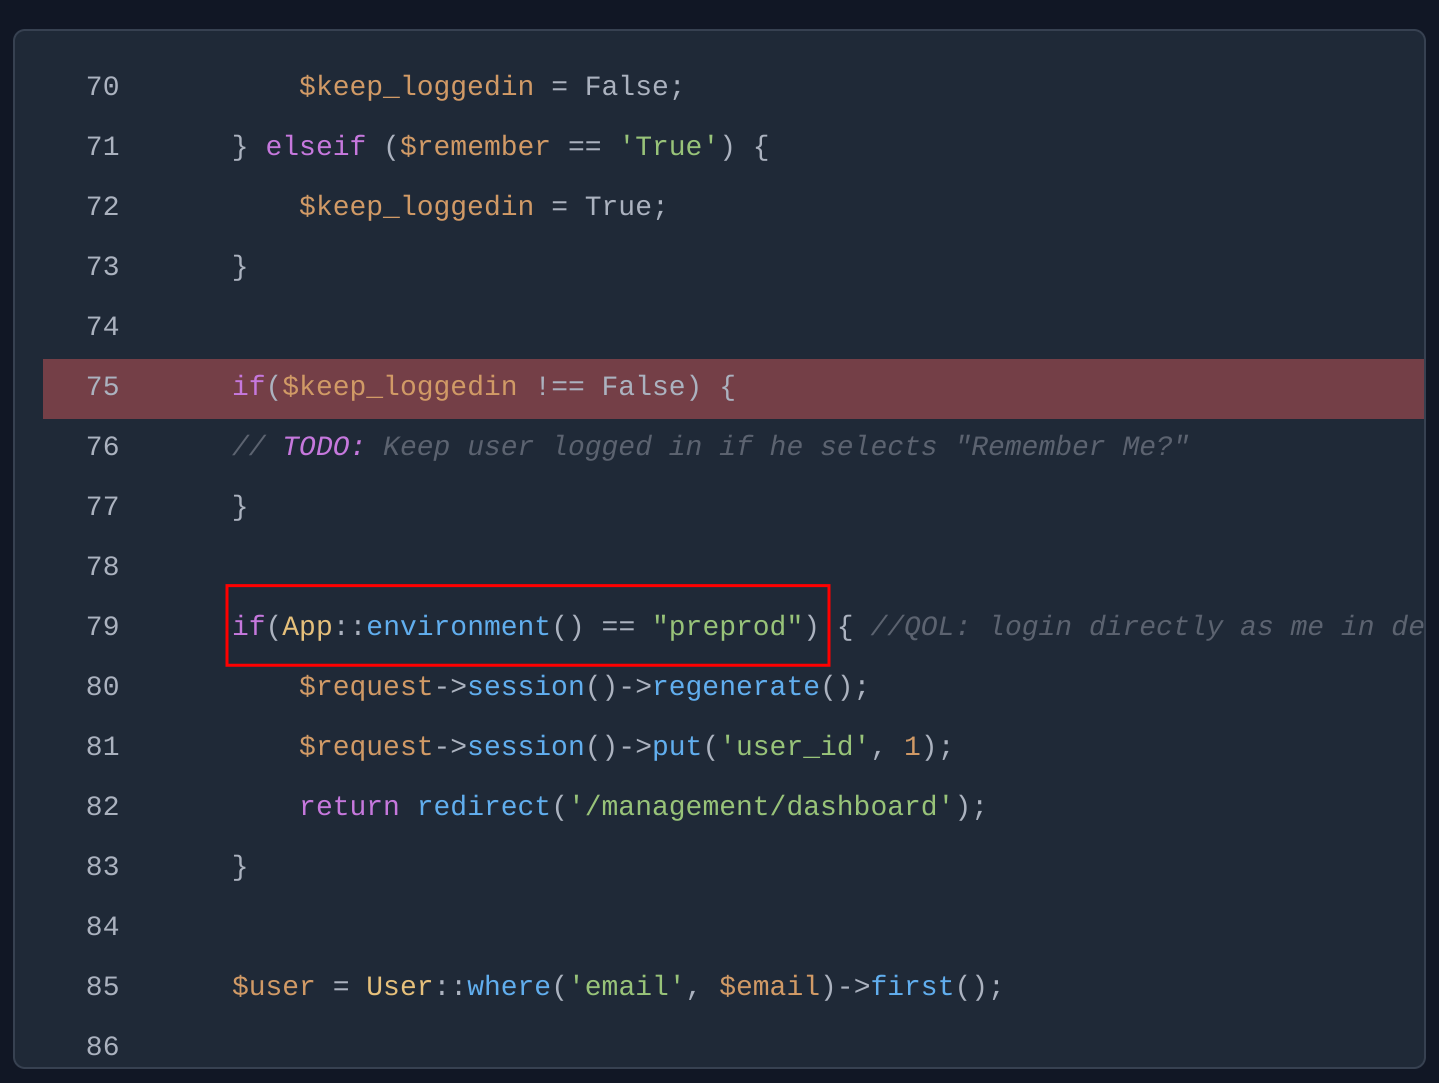 70 $keep_loggedin = False;
71 } elseif ($remember == 'True') {
72 $keep_loggedin = True;
73 }
74
75 if($keep_loggedin !== False) {
76 // TODO: Keep user logged in if he selects "Remember Me?"
77 }
78
79 if(App::environment() == "preprod") { //QOL: login directly as me in de
80 $request->session()->regenerate();
81 $request->session()->put('user_id', 1);
82 return redirect('/management/dashboard');
83 }
84
85 $user = User::where('email', $email)->first();
86